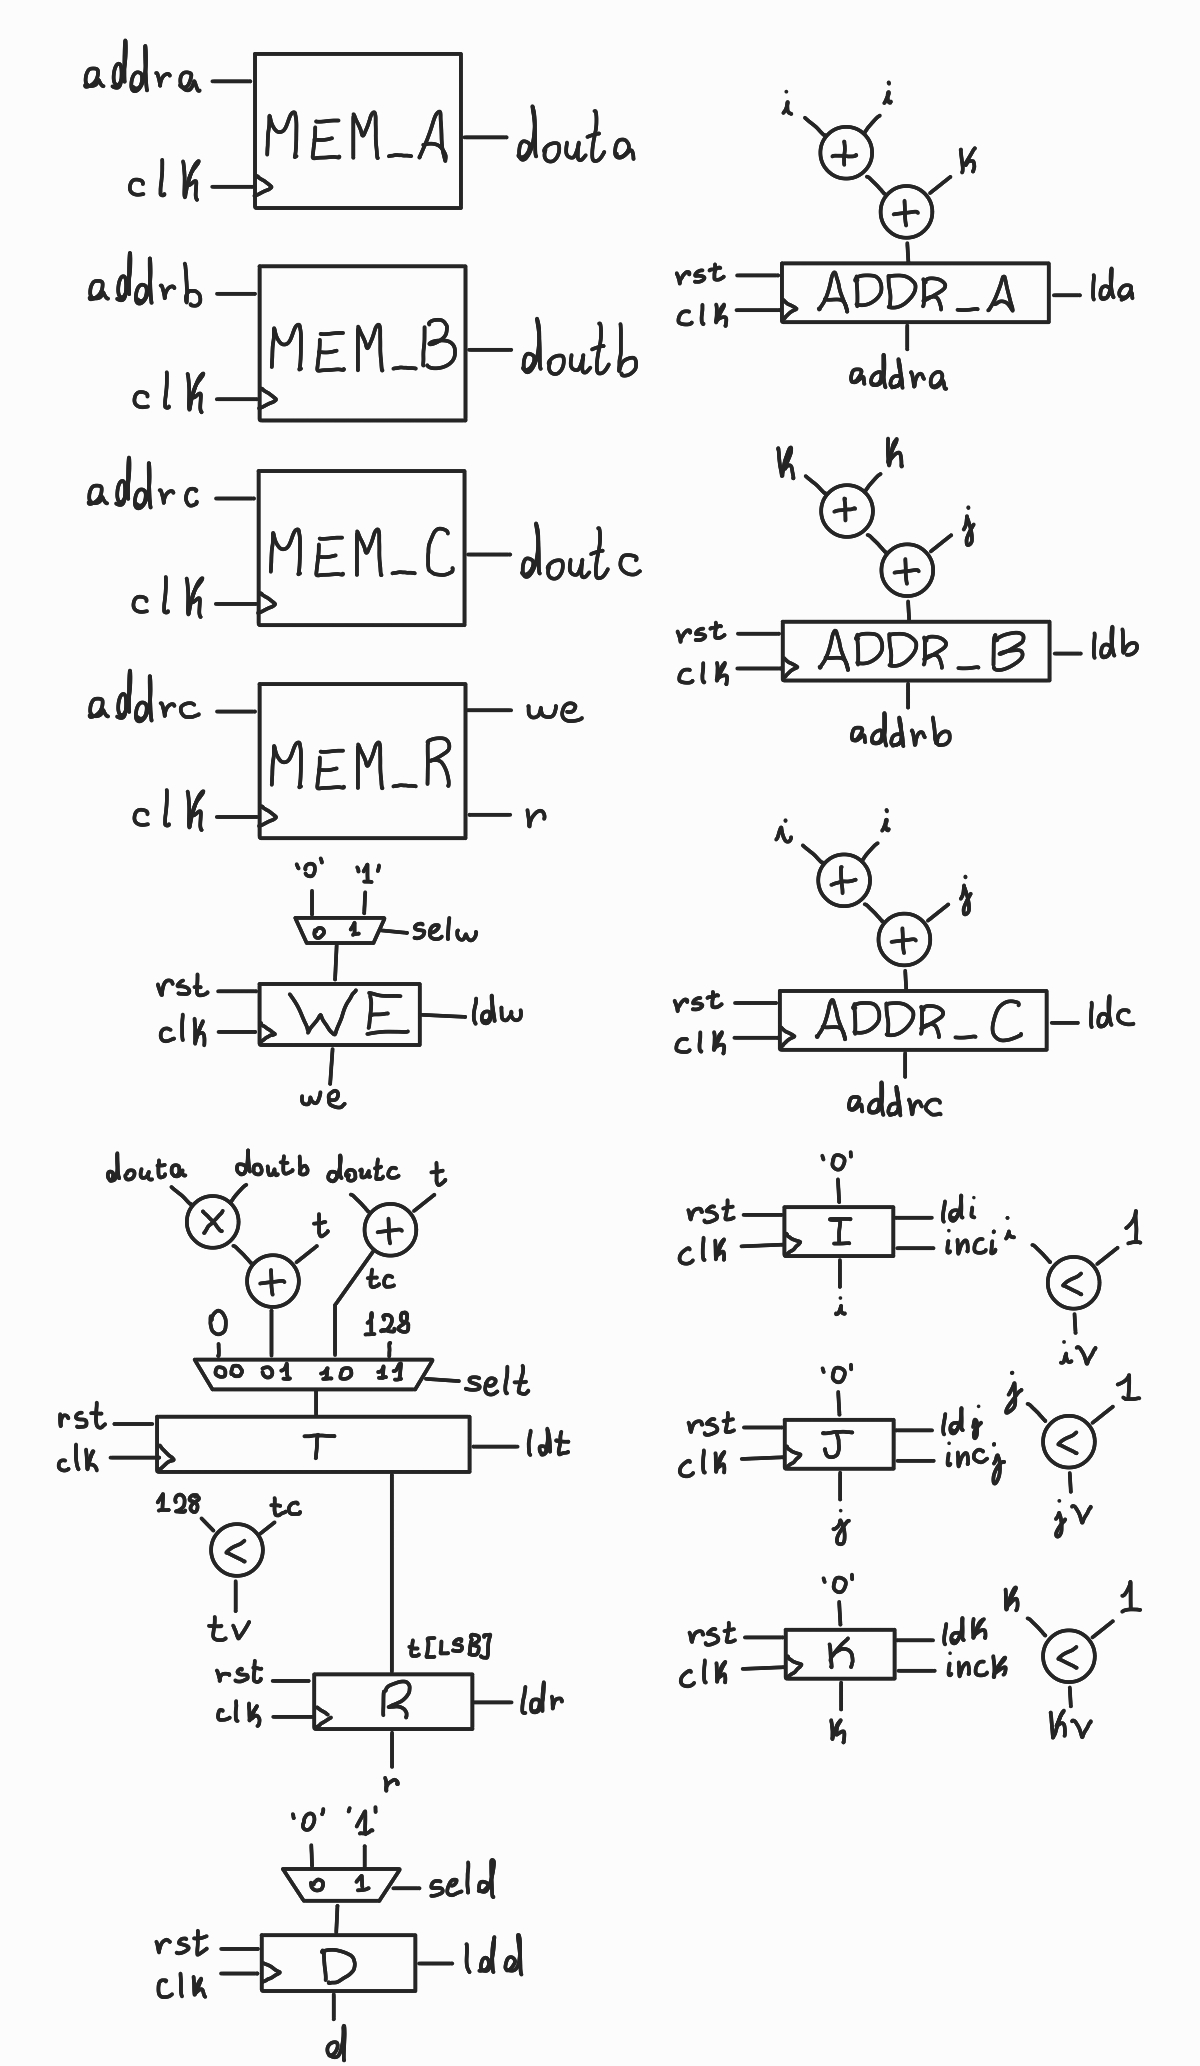 addra
MEM_A
douta
clk
addrb
MEM_B
doutb
clk
addrc
MEM_C
doutc
clk
addrc
MEM_R
we
clk
r
'0' '1'
0 1
selw
rst
clk
WE
ldw
we
douta doutb doutc t
x
+
t
+
tc
0
128
00 01 10 11
selt
rst
clk
T
ldt
128 tc
<
tv
t[LSB]
rst
clk
R
ldr
r
'0' '1'
0 1
seld
rst
clk
D
ldd
d
i i
+
k
+
rst
clk
ADDR_A
lda
addra
k k
+
j
+
rst
clk
ADDR_B
ldb
addrb
i i
+
j
+
rst
clk
ADDR_C
ldc
addrc
'0'
rst
clk
I
ldi
inci
i
i 1
<
iv
'0'
rst
clk
J
ldj
incj
j
j 1
<
jv
'0'
rst
clk
K
ldk
inck
k
k 1
<
kv